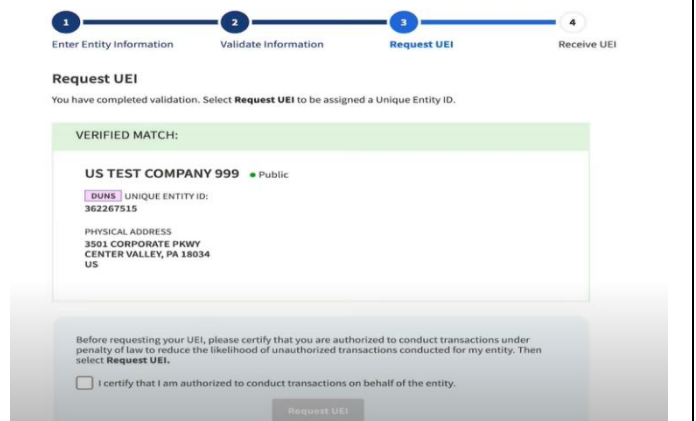 1 2 3 4
Enter Entity Information Validate Information Request UEI Receive UEI
Request UEI
You have completed validation. Select Request UEI to be assigned a Unique Entity ID.
VERIFIED MATCH:
US TEST COMPANY 999 • Public
DUNS UNIQUE ENTITY ID:
362267515
PHYSICAL ADDRESS
3501 CORPORATE PKWY
CENTER VALLEY, PA 18034
US
Before requesting your UEI, please certify that you are authorized to conduct transactions under
penalty of law to reduce the likelihood of unauthorized transactions conducted for my entity. Then
select Request UEI.
I certify that I am authorized to conduct transactions on behalf of the entity.
Request UEI